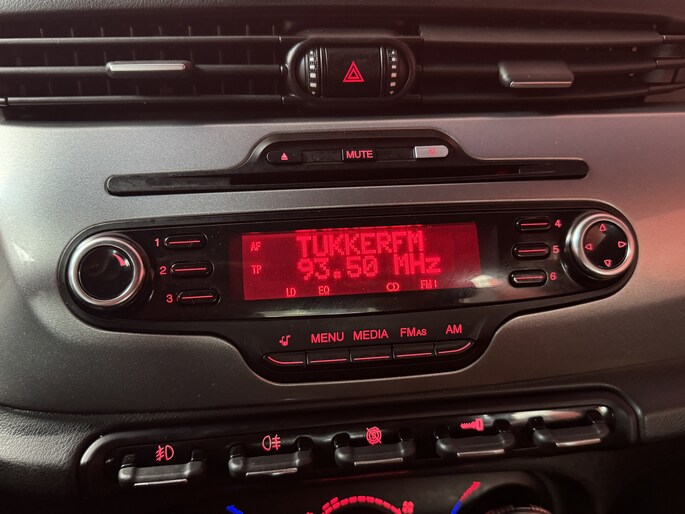 MUTE
1
AF
TUKKERFM
4
2
TP
93.50 MHz
5
3
LD EQ CD FM1
6
MENU MEDIA FMAS AM